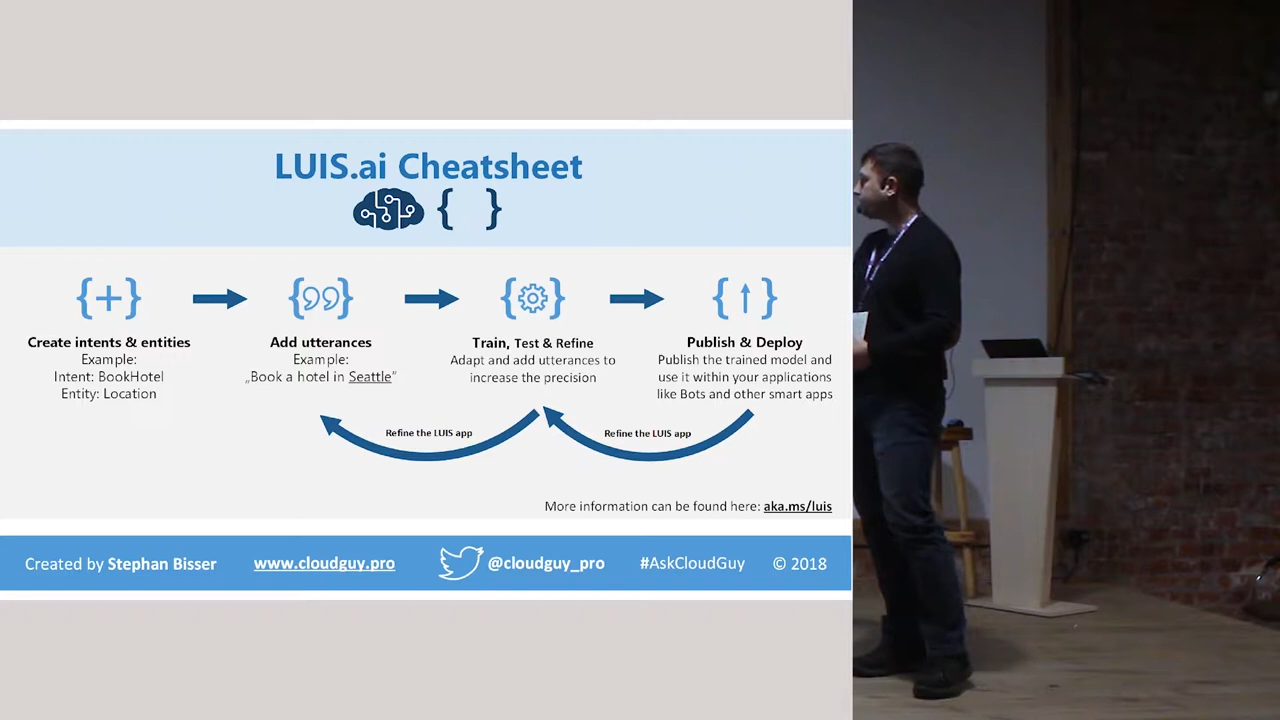 LUIS.ai Cheatsheet
Create intents & entities
Example:
Intent: BookHotel
Entity: Location
Add utterances
Example:
„Book a hotel in Seattle“
Train, Test & Refine
Adapt and add utterances to
increase the precision
Publish & Deploy
Publish the trained model and
use it within your applications
like Bots and other smart apps
Refine the LUIS app
Refine the LUIS app
More information can be found here: aka.ms/luis
Created by Stephan Bisser www.cloudguy.pro @cloudguy_pro #AskCloudGuy © 2018